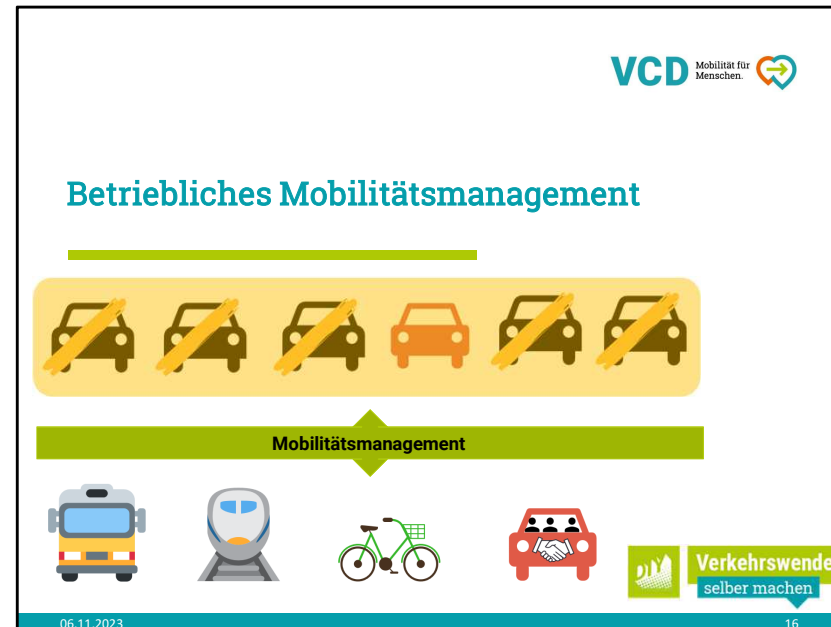 VCD Mobilität für
Menschen.
Betriebliches Mobilitätsmanagement
Mobilitätsmanagement
Verkehrswende
selber machen
06.11.2023 16